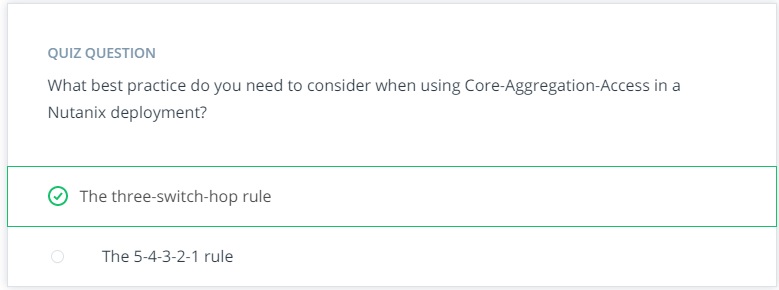 QUIZ QUESTION
What best practice do you need to consider when using Core-Aggregation-Access in a
Nutanix deployment?
The three-switch-hop rule
The 5-4-3-2-1 rule